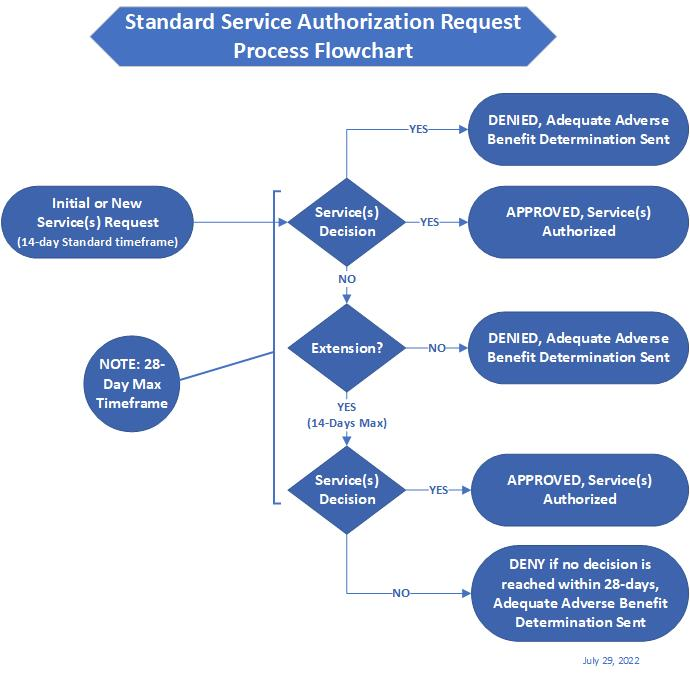 Standard Service Authorization Request
Process Flowchart
YES
DENIED, Adequate Adverse
Benefit Determination Sent
Initial or New
Service(s) Request
(14-day Standard timeframe)
Service(s)
Decision
YES
APPROVED, Service(s)
Authorized
NO
Extension?
NO
DENIED, Adequate Adverse
Benefit Determination Sent
NOTE: 28-
Day Max
Timeframe
YES
(14-Days Max)
Service(s)
Decision
YES
APPROVED, Service(s)
Authorized
NO
DENY if no decision is
reached within 28-days,
Adequate Adverse Benefit
Determination Sent
July 29, 2022